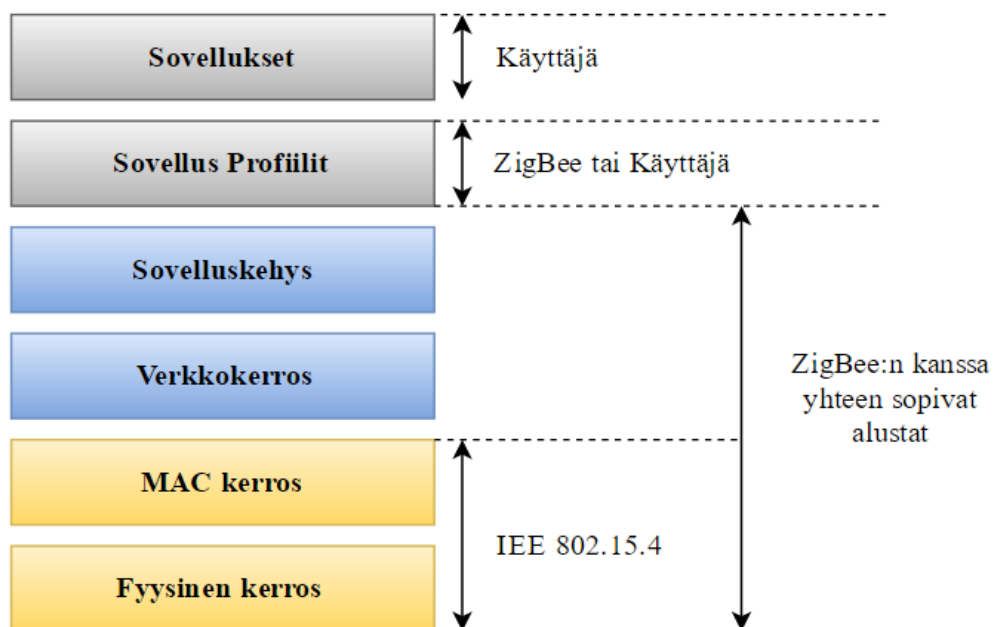 Sovellukset
Käyttäjä
Sovellus Profiilit
ZigBee tai Käyttäjä
Sovelluskehys
Verkkokerros
ZigBee:n kanssa
yhteen sopivat
alustat
MAC kerros
IEE 802.15.4
Fyysinen kerros